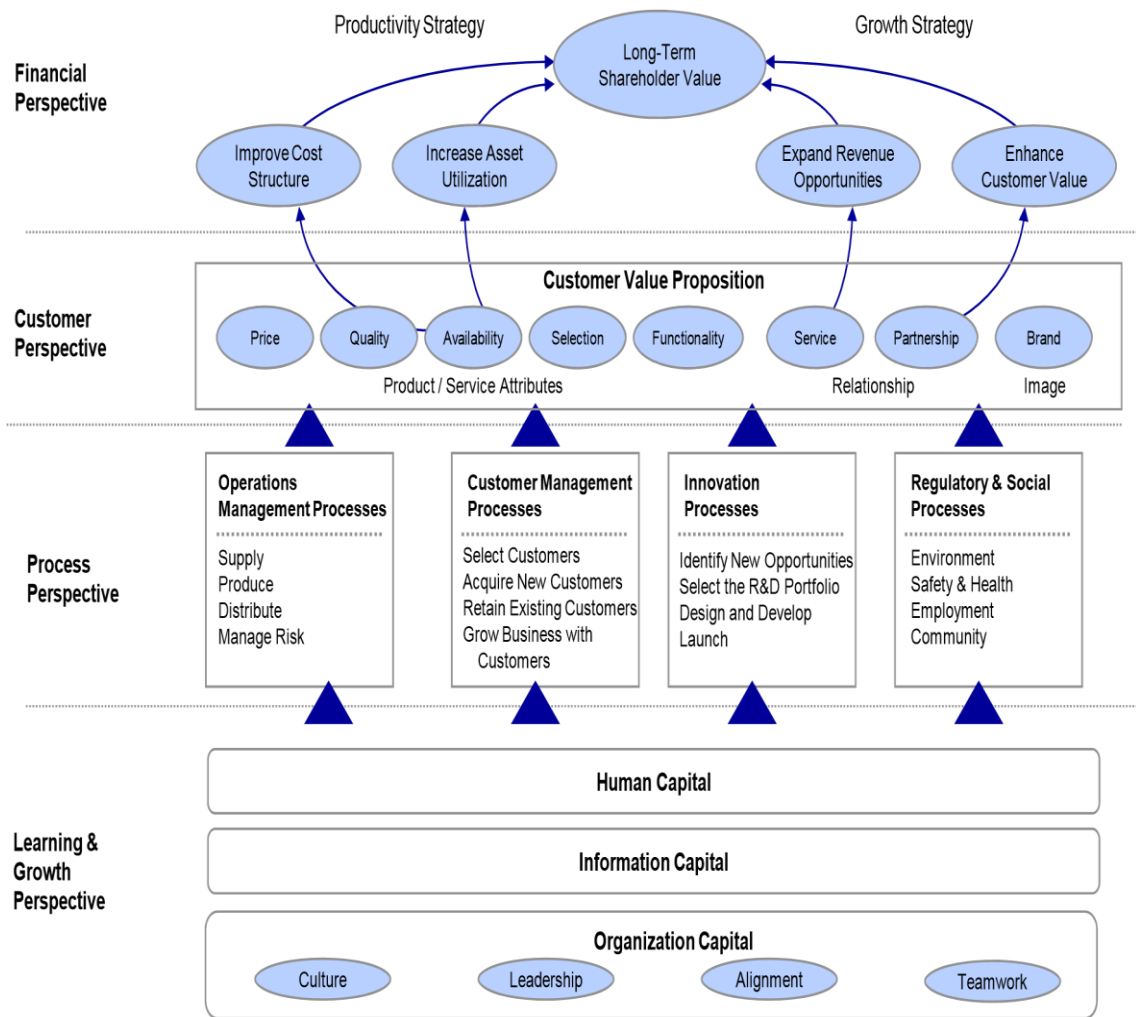 Productivity Strategy
Growth Strategy
Long-Term
Shareholder Value
Financial
Perspective
Improve Cost
Structure
Increase Asset
Utilization
Expand Revenue
Opportunities
Enhance
Customer Value
Customer Value Proposition
Customer
Perspective
Price
Quality
Availability
Selection
Functionality
Service
Partnership
Brand
Product / Service Attributes
Relationship
Image
Process
Perspective
Operations
Management Processes
Supply
Produce
Distribute
Manage Risk
Customer Management
Processes
Select Customers
Acquire New Customers
Retain Existing Customers
Grow Business with
Customers
Innovation
Processes
Identify New Opportunities
Select the R&D Portfolio
Design and Develop
Launch
Regulatory & Social
Processes
Environment
Safety & Health
Employment
Community
Learning &
Growth
Perspective
Human Capital
Information Capital
Organization Capital
Culture
Leadership
Alignment
Teamwork